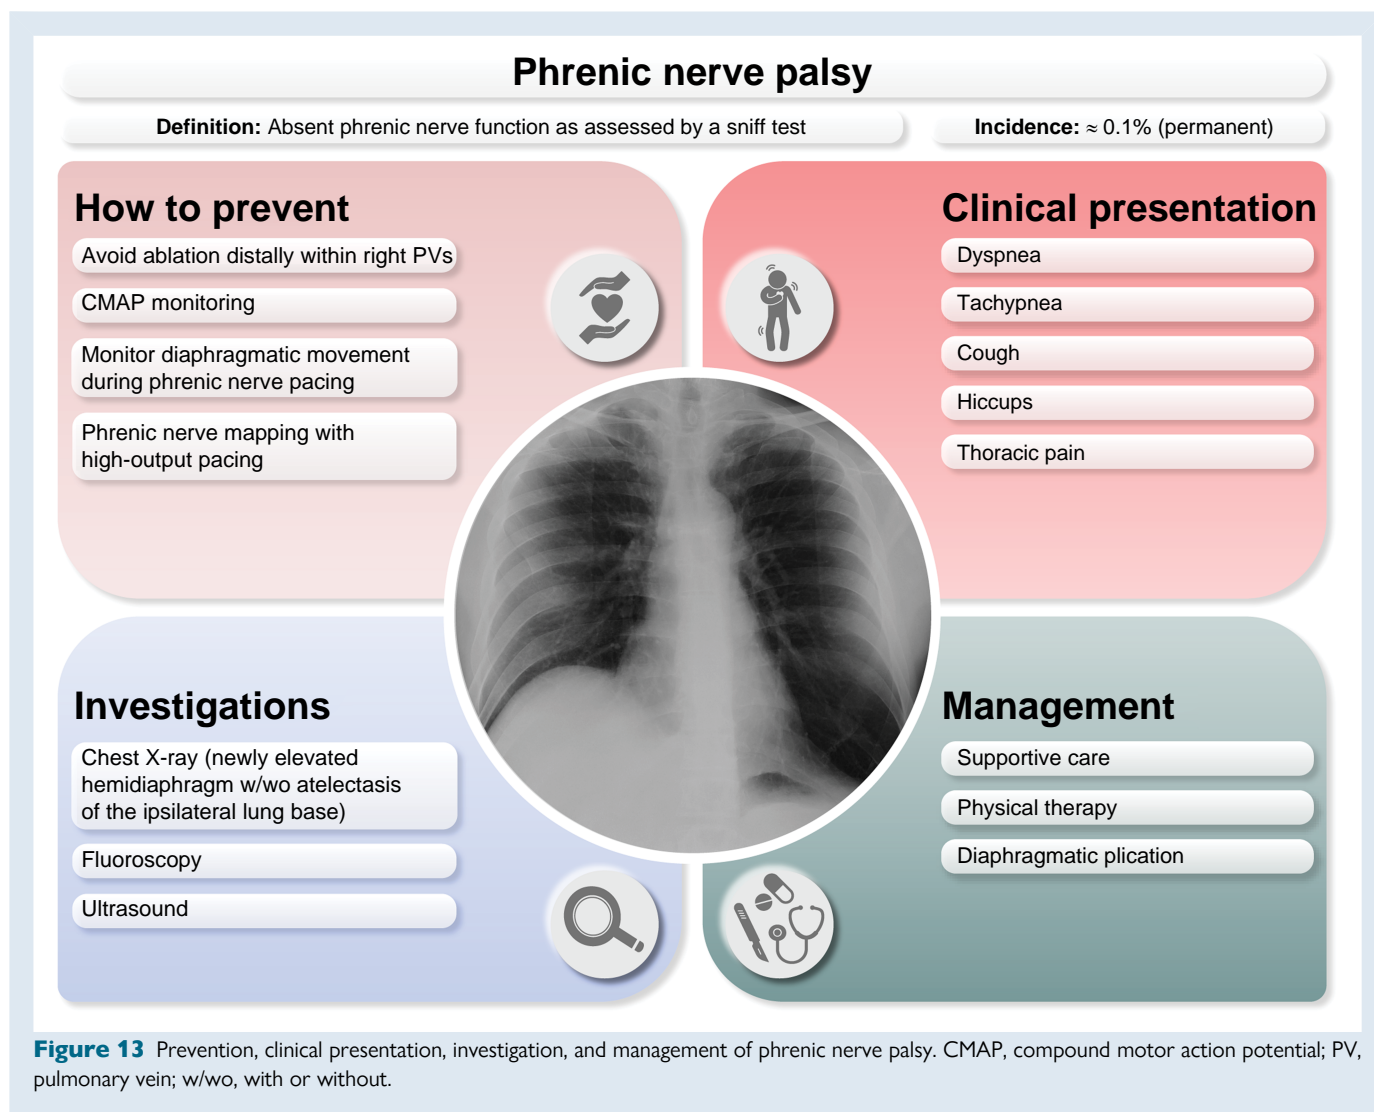 Phrenic nerve palsy
Definition: Absent phrenic nerve function as assessed by a sniff test
Incidence: ≈ 0.1% (permanent)
How to prevent
Avoid ablation distally within right PVs
CMAP monitoring
Monitor diaphragmatic movement
during phrenic nerve pacing
Phrenic nerve mapping with
high-output pacing
Clinical presentation
Dyspnea
Tachypnea
Cough
Hiccups
Thoracic pain
Investigations
Chest X-ray (newly elevated
hemidiaphragm w/wo atelectasis
of the ipsilateral lung base)
Fluoroscopy
Ultrasound
Management
Supportive care
Physical therapy
Diaphragmatic plication
Figure 13 Prevention, clinical presentation, investigation, and management of phrenic nerve palsy. CMAP, compound motor action potential; PV,
pulmonary vein; w/wo, with or without.